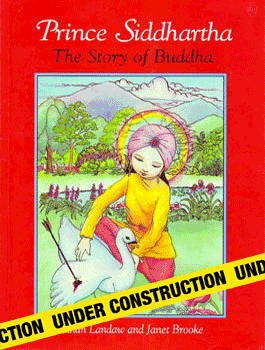 Prince Siddhartha
The Story of Buddha
CTION UNDER CONSTRUCTION UND
Landaw and Janet Brooke